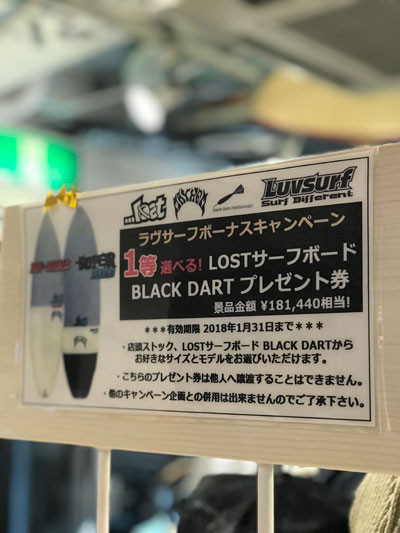 ...lost
MAYHEM
LUVSURF
Surf Different
ラヴサーフボーナスキャンペーン
1等 選べる! LOSTサーフボード
BLACK DART プレゼント券
景品金額 ¥181,440相当!
***有効期限 2018年1月31日まで***
・店頭ストック、LOSTサーフボード BLACK DARTから
お好きなサイズとモデルをお選びいただけます。
・こちらのプレゼント券は他人へ譲渡することはできません。
・他のキャンペーン企画との併用は出来ませんのでご了承下さい。